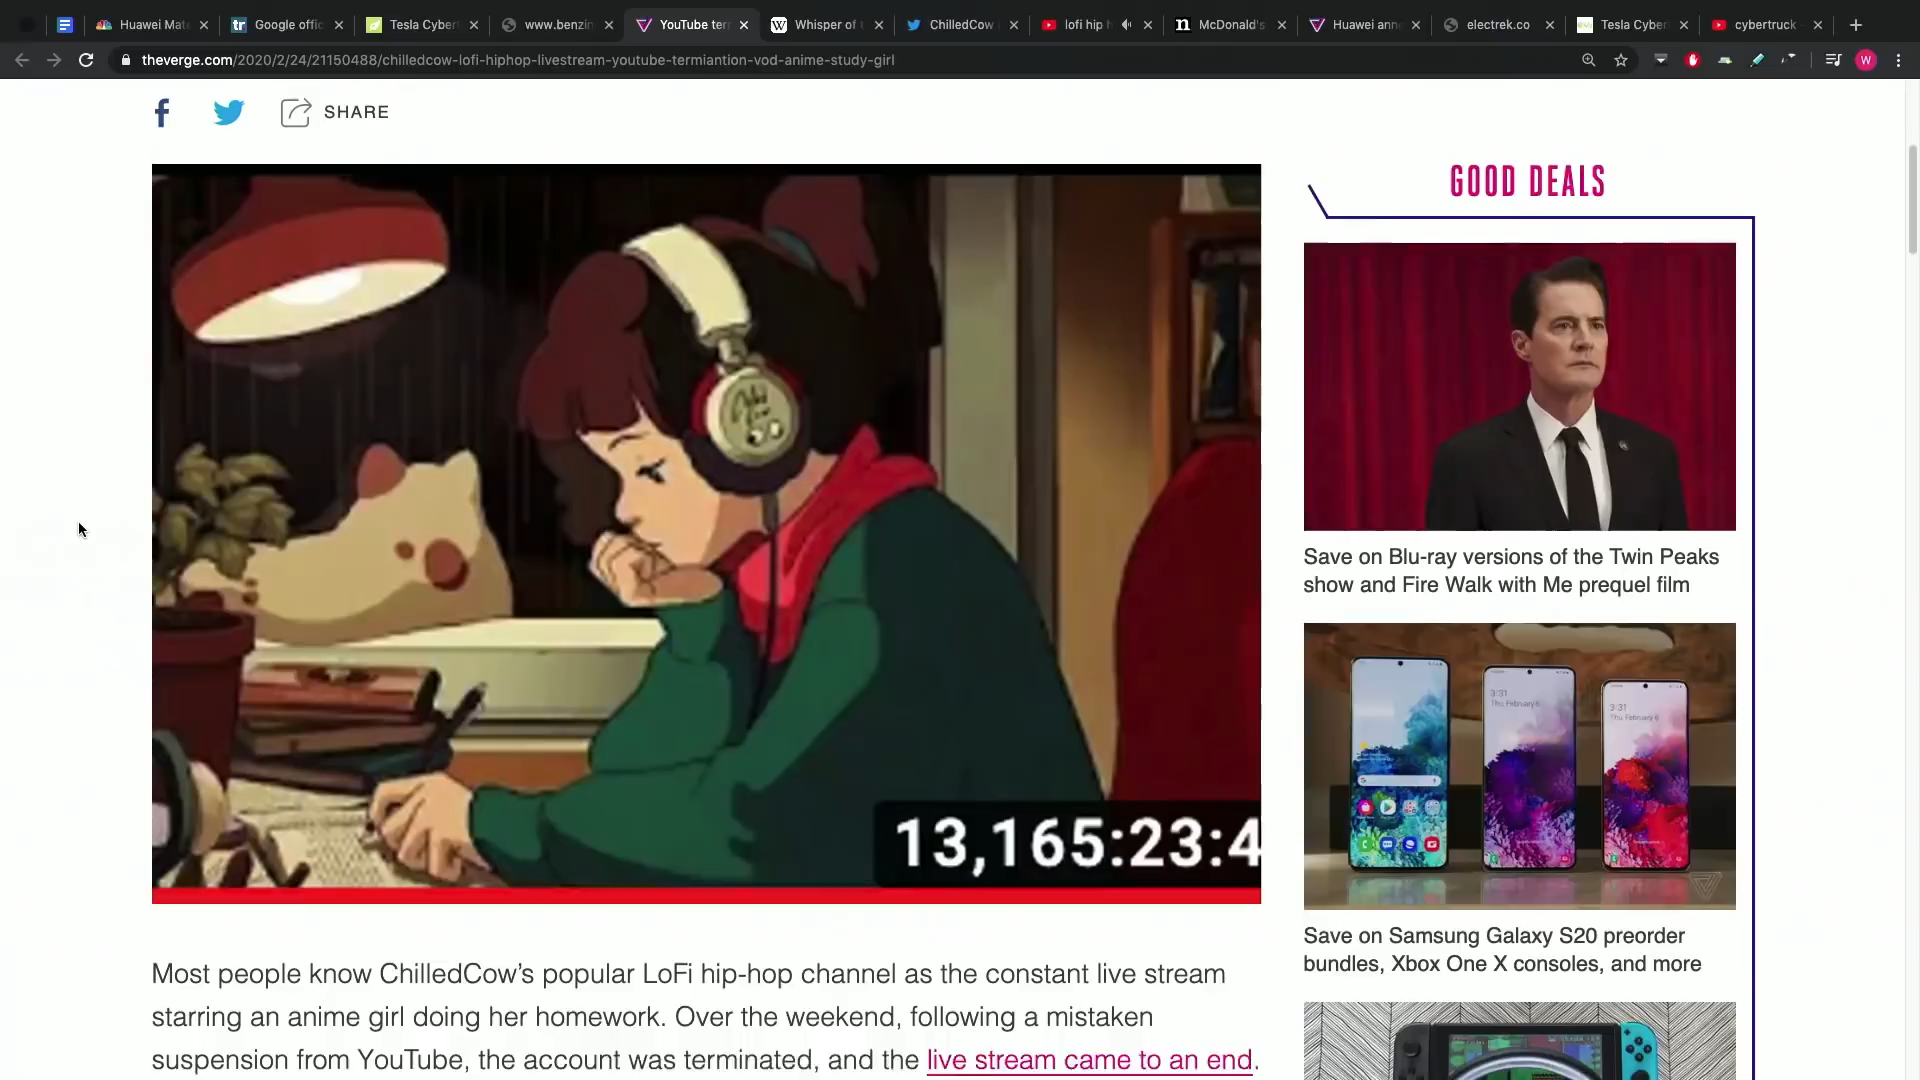 Huawei Mate
Google offic
Tesla Cyber
www.benzin
YouTube ter
Whisper of
ChilledCow
lofi hip h
McDonald's
Huawei ann
electrek.co
Tesla Cyber
cybertruck
theverge.com/2020/2/24/21150488/chilledcow-lofi-hiphop-livestream-youtube-termiantion-vod-anime-study-girl
W
SHARE
13,165:23:4
Most people know ChilledCow’s popular LoFi hip-hop channel as the constant live stream
starring an anime girl doing her homework. Over the weekend, following a mistaken
suspension from YouTube, the account was terminated, and the live stream came to an end.
GOOD DEALS
Save on Blu-ray versions of the Twin Peaks
show and Fire Walk with Me prequel film
3:31
3:31
Save on Samsung Galaxy S20 preorder
bundles, Xbox One X consoles, and more